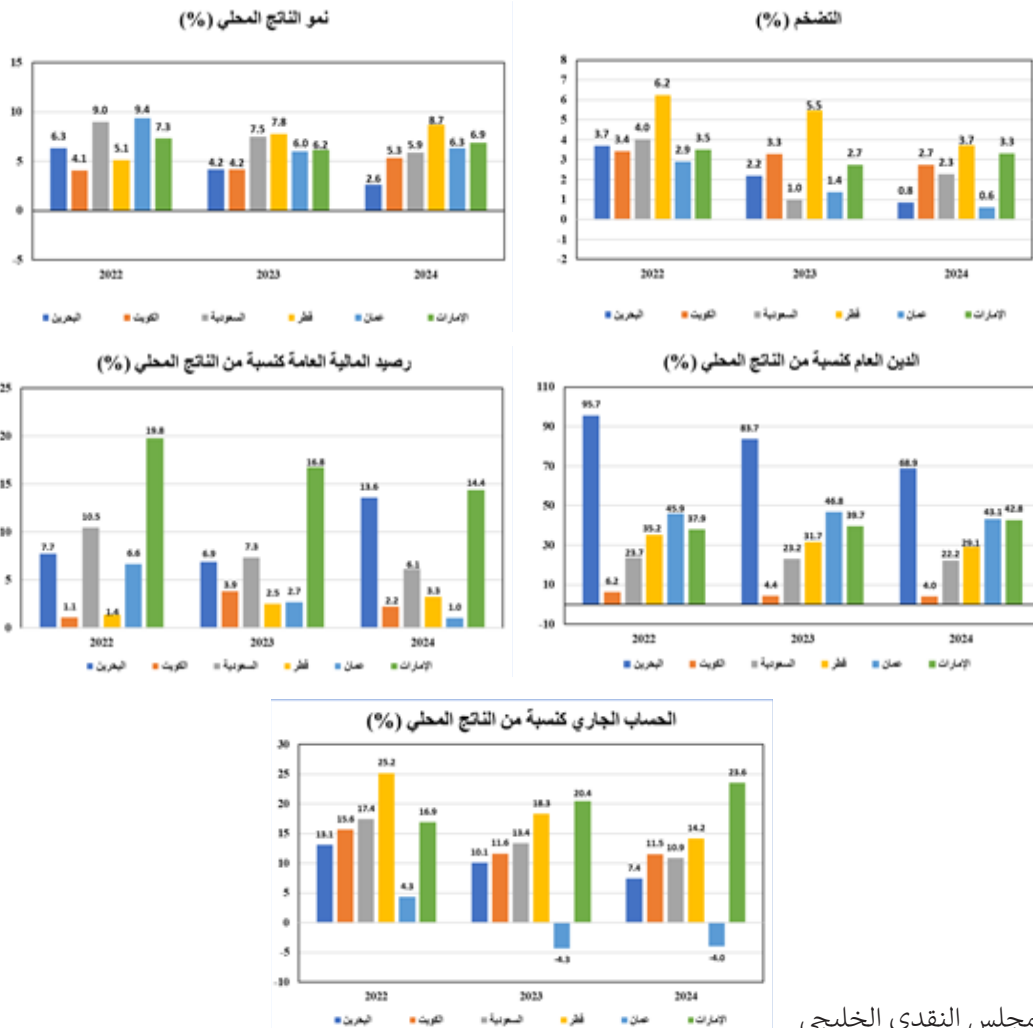 نمو الناتج المحلي (%)
15
10
5
0
-5
6.3 4.1 9.0 5.1 9.4 7.3
4.2 4.2 7.5 7.8 6.0 6.2
2.6 5.3 5.9 8.7 6.3 6.9
2022 2023 2024
البحرين الكويت السعودية قطر عمان الإمارات
التضخم (%)
8
7
6
5
4
3
2
1
0
-1
-2
3.7 3.4 4.0 6.2 2.9 3.5
2.2 3.3 1.0 5.5 1.4 2.7
0.8 2.7 2.3 3.7 0.6 3.3
2022 2023 2024
البحرين الكويت السعودية قطر عمان الإمارات
رصيد المالية العامة كنسبة من الناتج المحلي (%)
25
20
15
10
5
0
7.7 1.1 10.5 1.4 6.6 19.8
6.9 3.9 7.3 2.5 2.7 16.8
13.6 2.2 6.1 3.3 1.0 14.4
2022 2023 2024
البحرين الكويت السعودية قطر عمان الإمارات
الدين العام كنسبة من الناتج المحلي (%)
110
90
70
50
30
10
-10
95.7 6.2 23.7 35.2 45.9 37.9
83.7 4.4 23.2 31.7 46.8 39.7
68.9 4.0 22.2 29.1 43.1 42.8
2022 2023 2024
البحرين الكويت السعودية قطر عمان الإمارات
الحساب الجاري كنسبة من الناتج المحلي (%)
30
25
20
15
10
5
0
-5
-10
13.1 15.6 17.4 25.2 4.3 16.9
10.1 11.6 13.4 18.3 -4.3 20.4
7.4 11.5 10.9 14.2 -4.0 23.6
2022 2023 2024
البحرين الكويت السعودية قطر عمان الإمارات
مجلس النقدي الخليجي